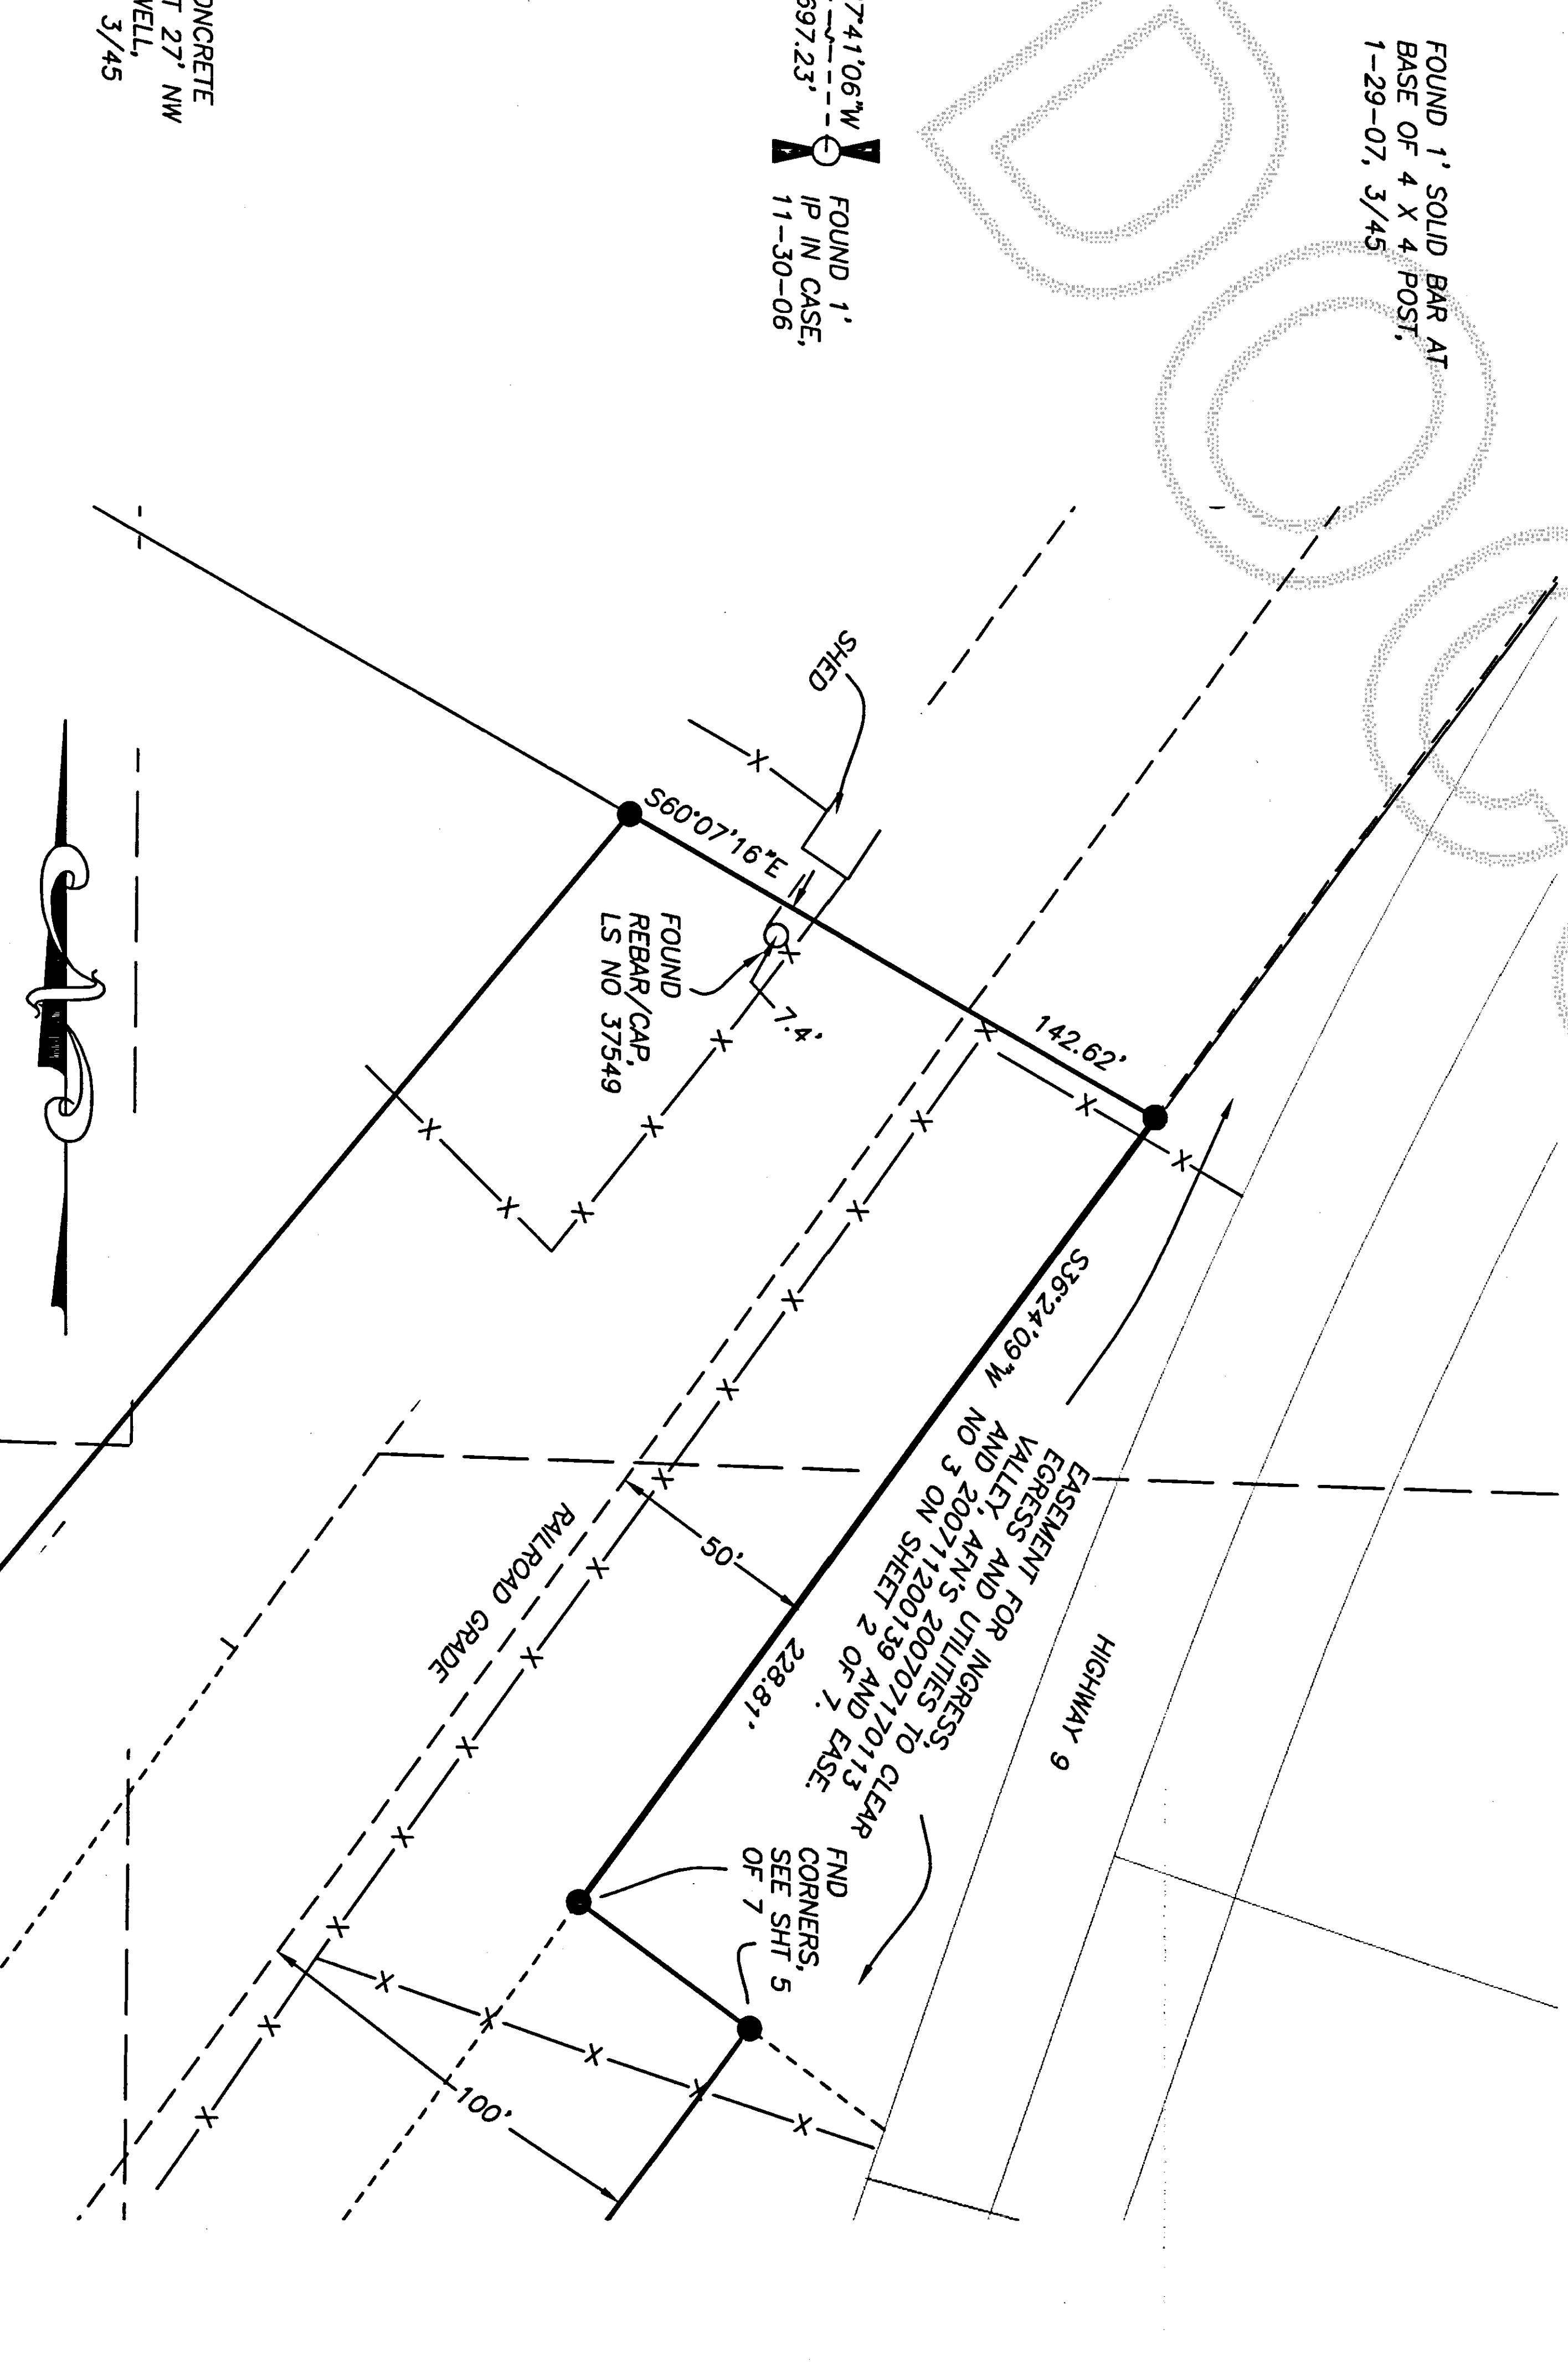 FOUND 1' SOLID BAR AT
BASE OF 4 X 4 POST,
1-29-07, 3/45
7°41'06"W
697.23'
FOUND 1'
IP IN CASE,
11-30-06
ONCRETE
T 27' NW
WELL,
3/45
SHED
S60°07'16"E
142.62'
FOUND
REBAR/CAP,
LS NO 37549
7.4'
S36°24'09"W
228.81'
EASEMENT FOR INGRESS,
EGRESS AND UTILITIES TO CLEAR
VALLEY, AFN'S 200707170113
AND 200711200139 AND EASE.
NO 3 ON SHEET 2 OF 7.
HIGHWAY 9
50'
RAILROAD GRADE
T
FND
CORNERS,
SEE SHT 5
OF 7
100'